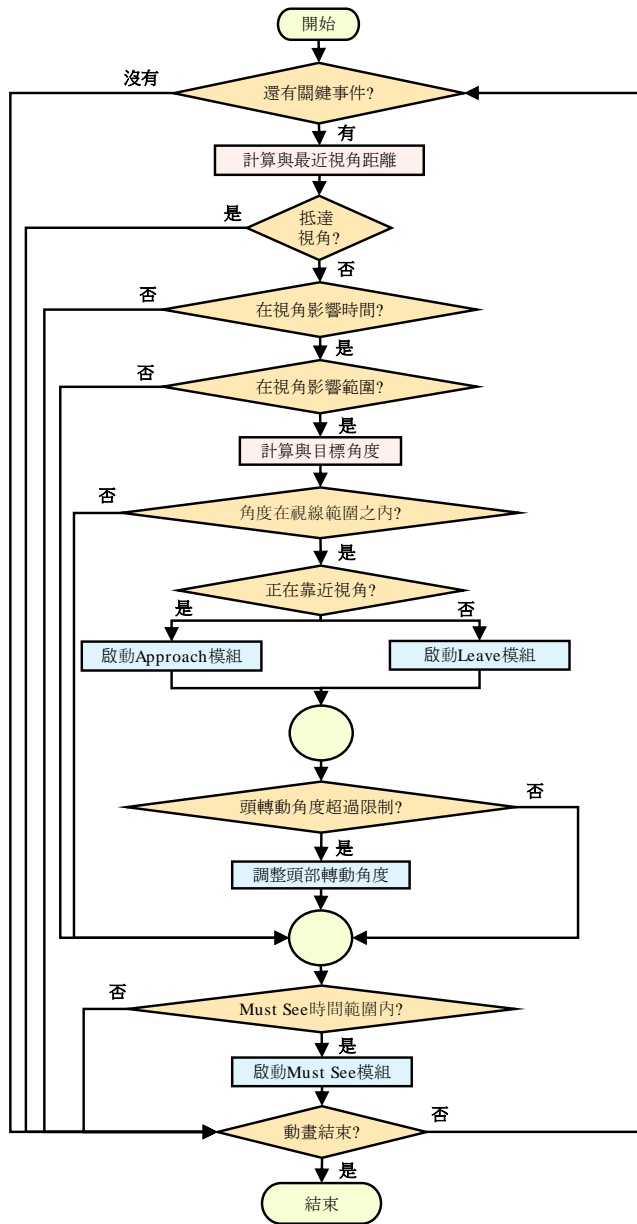 開始
沒有
還有關鍵事件?
有
計算與最近視角距離
是
抵達
視角?
否
否
在視角影響時間?
是
否
在視角影響範圍?
是
計算與目標角度
否
角度在視線範圍之內?
是
正在靠近視角?
是
否
啟動Approach模組
啟動Leave模組
頭轉動角度超過限制?
否
是
調整頭部轉動角度
否
Must See時間範圍內?
是
啟動Must See模組
動畫結束?
否
是
結束